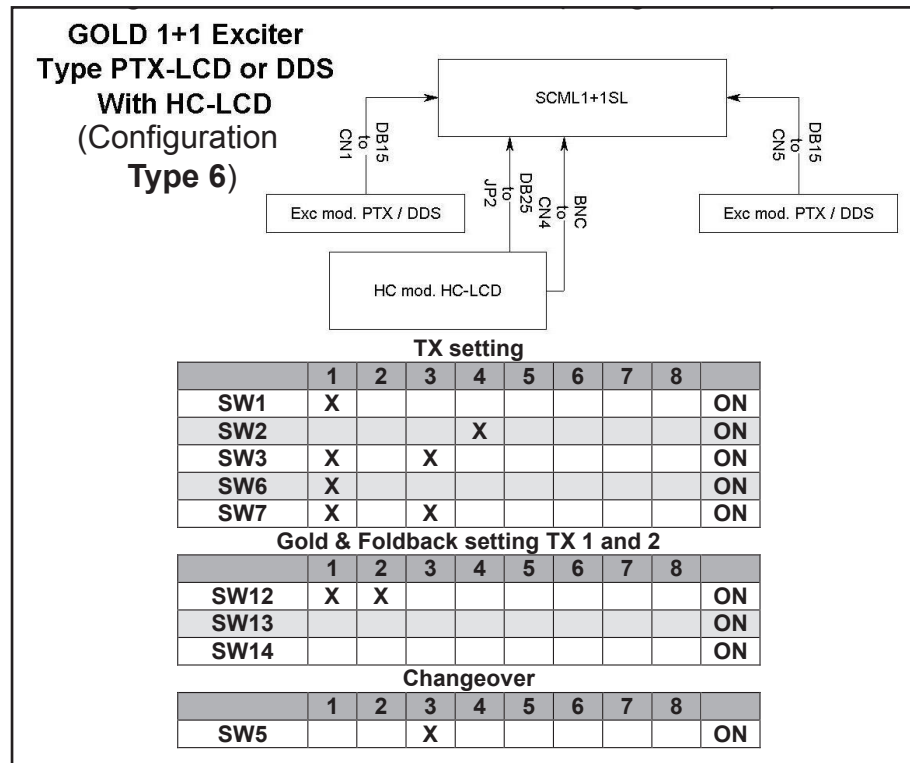 GOLD 1+1 Exciter
Type PTX-LCD or DDS
With HC-LCD
(Configuration
Type 6)
SCML1+1SL
DB15
to
CN1
DB25
to
JP2
BNC
to
CN4
DB15
to
CN5
Exc mod. PTX / DDS
Exc mod. PTX / DDS
HC mod. HC-LCD
TX setting
1 2 3 4 5 6 7 8
SW1 X ON
SW2 X ON
SW3 X X ON
SW6 X ON
SW7 X X ON
Gold & Foldback setting TX 1 and 2
1 2 3 4 5 6 7 8
SW12 X X ON
SW13 ON
SW14 ON
Changeover
1 2 3 4 5 6 7 8
SW5 X ON